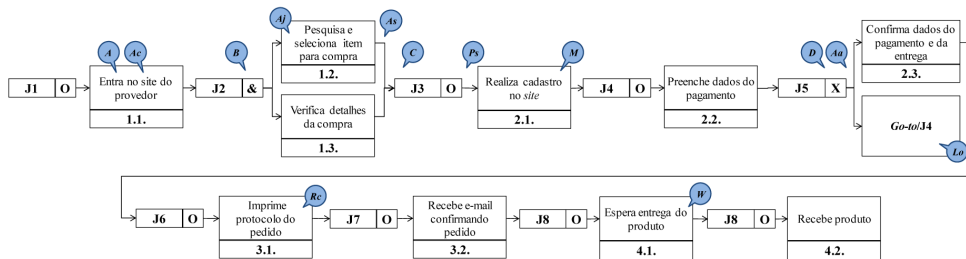 Aj
As
Pesquisa e
seleciona item
para compra
1.2.
A
Ac
B
C
Ps
M
D
Aa
Confirma dados do
pagamento e da
entrega
2.3.
J1 O
Entra no site do
provedor
1.1.
J2 &
Verifica detalhes
da compra
1.3.
J3 O
Realiza cadastro
no site
2.1.
J4 O
Preenche dados do
pagamento
2.2.
J5 X
Go-to/J4
Lo
J6 O
Imprime
protocolo do
pedido
3.1.
Rc
J7 O
Recebe e-mail
confirmando
pedido
3.2.
J8 O
Espera entrega do
produto
4.1.
W
J8 O
Recebe produto
4.2.